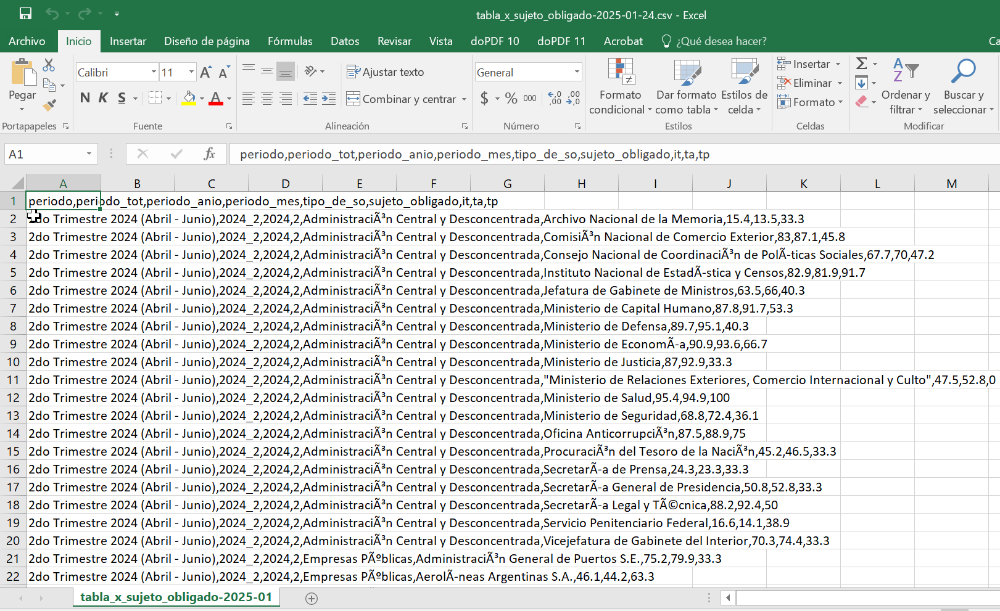 tabla_x_sujeto_obligado-2025-01-24.csv - Excel
Archivo Inicio Insertar Diseño de página Fórmulas Datos Revisar Vista doPDF 10 doPDF 11 Acrobat ¿Qué desea hacer?
Calibri 11 Ajustar texto General Insertar
Pegar N K S Combinar y centrar $ % 000 Formato condicional Dar formato como tabla Estilos de celda Eliminar Formato Ordenar y filtrar Buscar y seleccionar
Portapapeles Fuente Alineación Número Estilos Celdas Modificar
A1 fx periodo,periodo_tot,periodo_anio,periodo_mes,tipo_de_so,sujeto_obligado,it,ta,tp
A B C D E F G H I J K L M
1 periodo,periodo_tot,periodo_anio,periodo_mes,tipo_de_so,sujeto_obligado,it,ta,tp
2 2do Trimestre 2024 (Abril - Junio),2024_2,2024,2,AdministraciÃ³n Central y Desconcentrada,Archivo Nacional de la Memoria,15.4,13.5,33.3
3 2do Trimestre 2024 (Abril - Junio),2024_2,2024,2,AdministraciÃ³n Central y Desconcentrada,ComisiÃ³n Nacional de Comercio Exterior,83,87.1,45.8
4 2do Trimestre 2024 (Abril - Junio),2024_2,2024,2,AdministraciÃ³n Central y Desconcentrada,Consejo Nacional de CoordinaciÃ³n de PolÃ-ticas Sociales,67.7,70,47.2
5 2do Trimestre 2024 (Abril - Junio),2024_2,2024,2,AdministraciÃ³n Central y Desconcentrada,Instituto Nacional de EstadÃ-stica y Censos,82.9,81.9,91.7
6 2do Trimestre 2024 (Abril - Junio),2024_2,2024,2,AdministraciÃ³n Central y Desconcentrada,Jefatura de Gabinete de Ministros,63.5,66,40.3
7 2do Trimestre 2024 (Abril - Junio),2024_2,2024,2,AdministraciÃ³n Central y Desconcentrada,Ministerio de Capital Humano,87.8,91.7,53.3
8 2do Trimestre 2024 (Abril - Junio),2024_2,2024,2,AdministraciÃ³n Central y Desconcentrada,Ministerio de Defensa,89.7,95.1,40.3
9 2do Trimestre 2024 (Abril - Junio),2024_2,2024,2,AdministraciÃ³n Central y Desconcentrada,Ministerio de EconomÃ-a,90.9,93.6,66.7
10 2do Trimestre 2024 (Abril - Junio),2024_2,2024,2,AdministraciÃ³n Central y Desconcentrada,Ministerio de Justicia,87,92.9,33.3
11 2do Trimestre 2024 (Abril - Junio),2024_2,2024,2,AdministraciÃ³n Central y Desconcentrada,"Ministerio de Relaciones Exteriores, Comercio Internacional y Culto",47.5,52.8,0
12 2do Trimestre 2024 (Abril - Junio),2024_2,2024,2,AdministraciÃ³n Central y Desconcentrada,Ministerio de Salud,95.4,94.9,100
13 2do Trimestre 2024 (Abril - Junio),2024_2,2024,2,AdministraciÃ³n Central y Desconcentrada,Ministerio de Seguridad,68.8,72.4,36.1
14 2do Trimestre 2024 (Abril - Junio),2024_2,2024,2,AdministraciÃ³n Central y Desconcentrada,Oficina AnticorrupciÃ³n,87.5,88.9,75
15 2do Trimestre 2024 (Abril - Junio),2024_2,2024,2,AdministraciÃ³n Central y Desconcentrada,ProcuraciÃ³n del Tesoro de la NaciÃ³n,45.2,46.5,33.3
16 2do Trimestre 2024 (Abril - Junio),2024_2,2024,2,AdministraciÃ³n Central y Desconcentrada,SecretarÃ-a de Prensa,24.3,23.3,33.3
17 2do Trimestre 2024 (Abril - Junio),2024_2,2024,2,AdministraciÃ³n Central y Desconcentrada,SecretarÃ-a General de Presidencia,50.8,52.8,33.3
18 2do Trimestre 2024 (Abril - Junio),2024_2,2024,2,AdministraciÃ³n Central y Desconcentrada,SecretarÃ-a Legal y TÃ©cnica,88.2,92.4,50
19 2do Trimestre 2024 (Abril - Junio),2024_2,2024,2,AdministraciÃ³n Central y Desconcentrada,Servicio Penitenciario Federal,16.6,14.1,38.9
20 2do Trimestre 2024 (Abril - Junio),2024_2,2024,2,AdministraciÃ³n Central y Desconcentrada,Vicejefatura de Gabinete del Interior,70.3,74.4,33.3
21 2do Trimestre 2024 (Abril - Junio),2024_2,2024,2,Empresas PÃºblicas,AdministraciÃ³n General de Puertos S.E.,75.2,79.9,33.3
22 2do Trimestre 2024 (Abril - Junio),2024_2,2024,2,Empresas PÃºblicas,AerolÃ-neas Argentinas S.A.,46.1,44.2,63.3
tabla_x_sujeto_obligado-2025-01